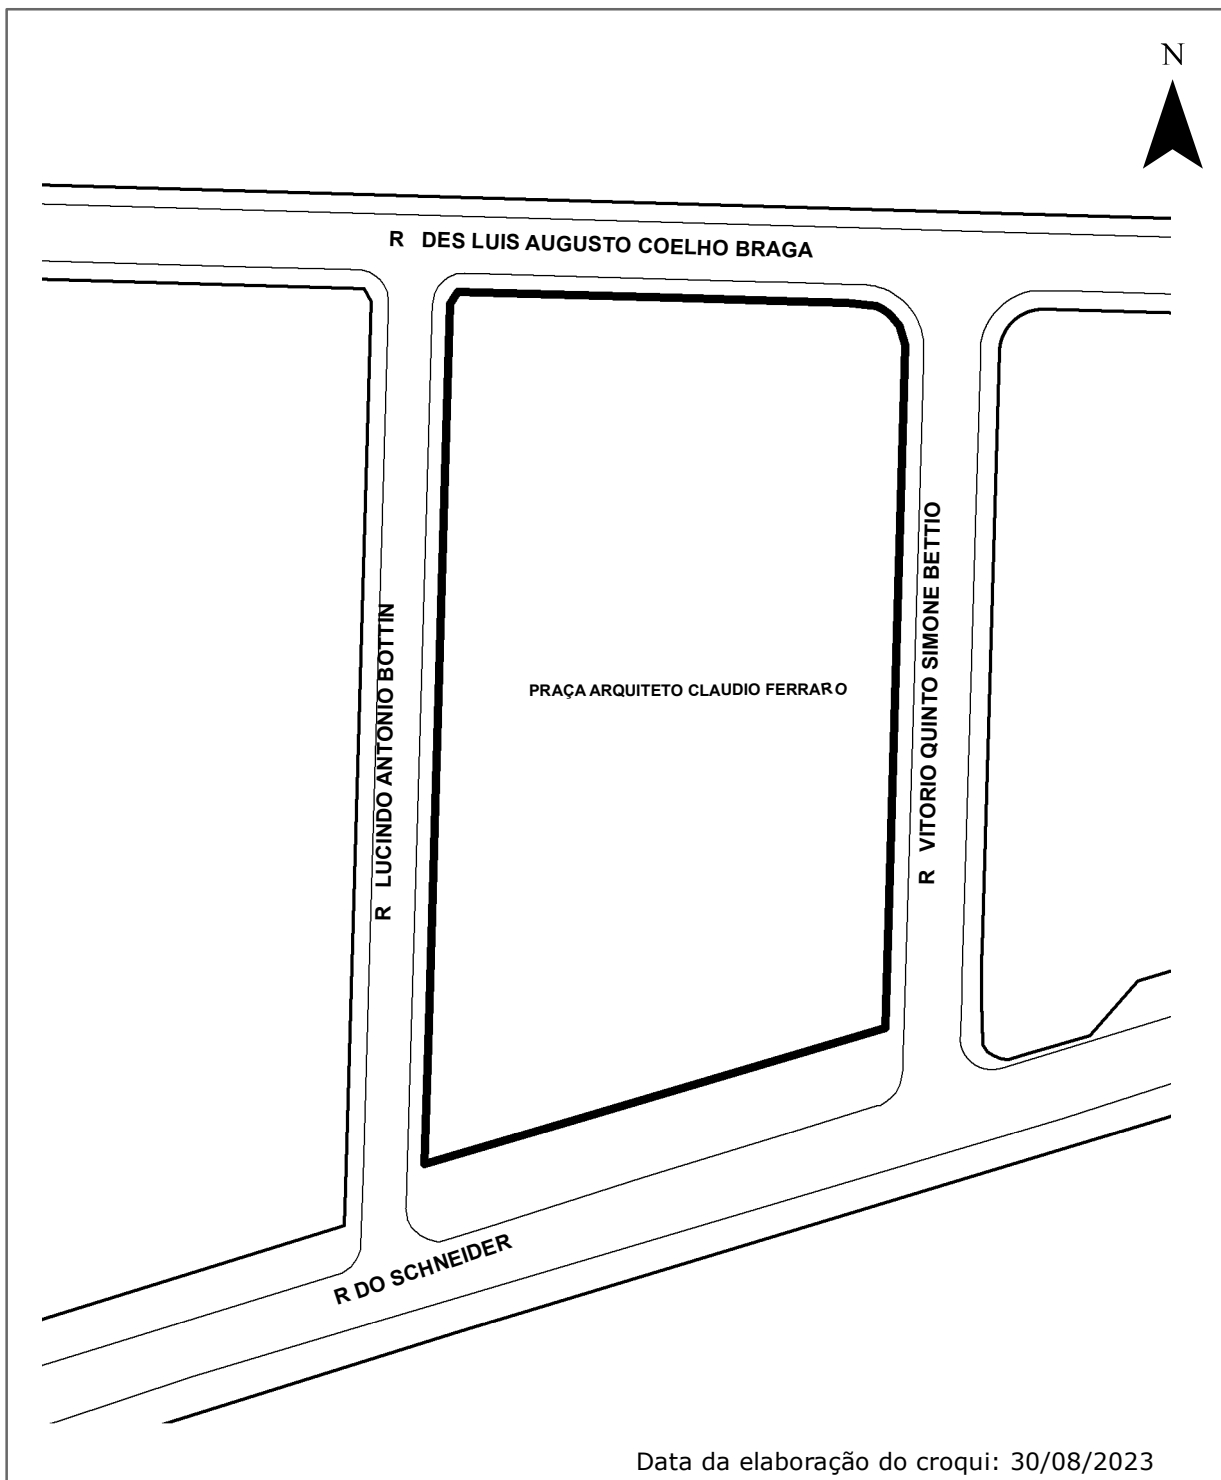 N
R DES LUIS AUGUSTO COELHO BRAGA
R VITORIO QUINTO SIMONE BETTIO
R LUCINDO ANTONIO BOTTIN
PRAÇA ARQUITETO CLAUDIO FERRARO
R DO SCHNEIDER
Data da elaboração do croqui: 30/08/2023